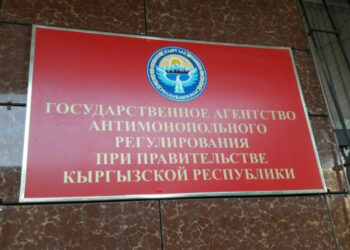 ГОСУДАРСТВЕННОЕ АГЕНТСТВО
АНТИМОНОПОЛЬНОГО
РЕГУЛИРОВАНИЯ
ПРИ ПРАВИТЕЛЬСТВЕ
КЫРГЫЗСКОЙ РЕСПУБЛИКИ